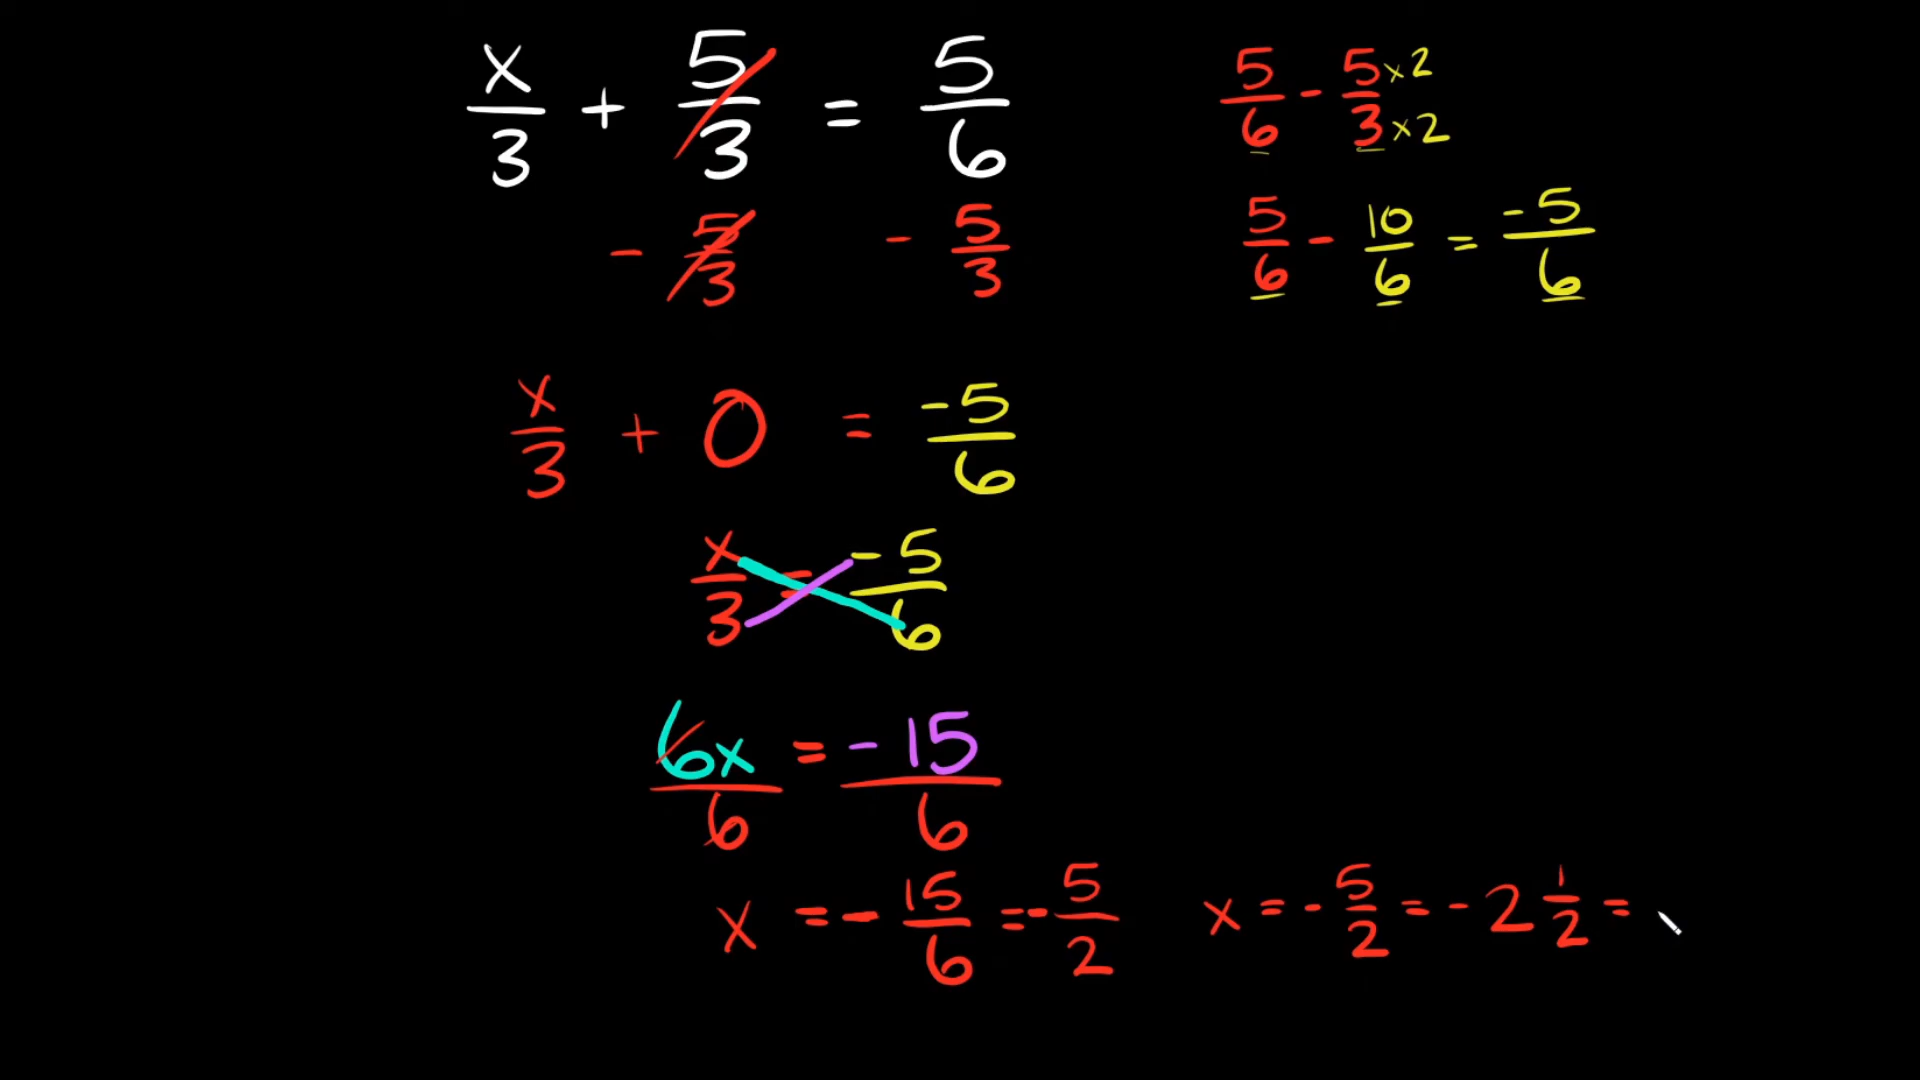 x/3 + 5/3 = 5/6
- 5/3 - 5/3
5/6 - 5×2/3×2
5/6 - 10/6 = -5/6
x/3 + 0 = -5/6
x/3 = -5/6
6x/6 = -15/6
x = - 15/6 = - 5/2
x = - 5/2 = - 2 1/2 =